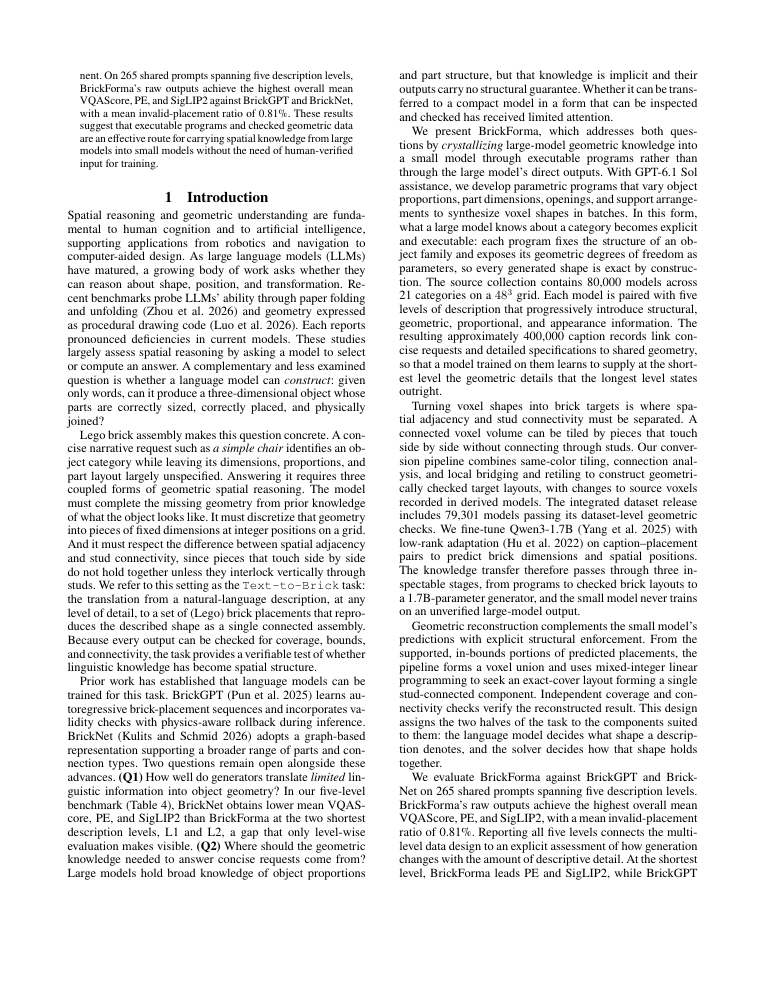 nent. On 265 shared prompts spanning five description levels,
BrickForma's raw outputs achieve the highest overall mean
VQAScore, PE, and SigLIP2 against BrickGPT and BrickNet,
with a mean invalid-placement ratio of 0.81%. These results
suggest that executable programs and checked geometric data
are an effective route for carrying spatial knowledge from large
models into small models without the need of human-verified
input for training.
1 Introduction
Spatial reasoning and geometric understanding are funda-
mental to human cognition and to artificial intelligence,
supporting applications from robotics and navigation to
computer-aided design. As large language models (LLMs)
have matured, a growing body of work asks whether they
can reason about shape, position, and transformation. Re-
cent benchmarks probe LLMs' ability through paper folding
and unfolding (Zhou et al. 2026) and geometry expressed
as procedural drawing code (Luo et al. 2026). Each reports
pronounced deficiencies in current models. These studies
largely assess spatial reasoning by asking a model to select
or compute an answer. A complementary and less examined
question is whether a language model can construct: given
only words, can it produce a three-dimensional object whose
parts are correctly sized, correctly placed, and physically
joined?
Lego brick assembly makes this question concrete. A con-
cise narrative request such as a simple chair identifies an ob-
ject category while leaving its dimensions, proportions, and
part layout largely unspecified. Answering it requires three
coupled forms of geometric spatial reasoning. The model
must complete the missing geometry from prior knowledge
of what the object looks like. It must discretize that geometry
into pieces of fixed dimensions at integer positions on a grid.
And it must respect the difference between spatial adjacency
and stud connectivity, since pieces that touch side by side
do not hold together unless they interlock vertically through
studs. We refer to this setting as the Text-to-Brick task:
the translation from a natural-language description, at any
level of detail, to a set of (Lego) brick placements that repro-
duces the described shape as a single connected assembly.
Because every output can be checked for coverage, bounds,
and connectivity, the task provides a verifiable test of whether
linguistic knowledge has become spatial structure.
Prior work has established that language models can be
trained for this task. BrickGPT (Pun et al. 2025) learns au-
toregressive brick-placement sequences and incorporates va-
lidity checks with physics-aware rollback during inference.
BrickNet (Kulits and Schmid 2026) adopts a graph-based
representation supporting a broader range of parts and con-
nection types. Two questions remain open alongside these
advances. (Q1) How well do generators translate limited lin-
guistic information into object geometry? In our five-level
benchmark (Table 4), BrickNet obtains lower mean VQAS-
core, PE, and SigLIP2 than BrickForma at the two shortest
description levels, L1 and L2, a gap that only level-wise
evaluation makes visible. (Q2) Where should the geometric
knowledge needed to answer concise requests come from?
Large models hold broad knowledge of object proportions
and part structure, but that knowledge is implicit and their
outputs carry no structural guarantee. Whether it can be trans-
ferred to a compact model in a form that can be inspected
and checked has received limited attention.
We present BrickForma, which addresses both ques-
tions by crystallizing large-model geometric knowledge into
a small model through executable programs rather than
through the large model's direct outputs. With GPT-6.1 Sol
assistance, we develop parametric programs that vary object
proportions, part dimensions, openings, and support arrange-
ments to synthesize voxel shapes in batches. In this form,
what a large model knows about a category becomes explicit
and executable: each program fixes the structure of an ob-
ject family and exposes its geometric degrees of freedom as
parameters, so every generated shape is exact by construc-
tion. The source collection contains 80,000 models across
21 categories on a 48³ grid. Each model is paired with five
levels of description that progressively introduce structural,
geometric, proportional, and appearance information. The
resulting approximately 400,000 caption records link con-
cise requests and detailed specifications to shared geometry,
so that a model trained on them learns to supply at the short-
est level the geometric details that the longest level states
outright.
Turning voxel shapes into brick targets is where spa-
tial adjacency and stud connectivity must be separated. A
connected voxel volume can be tiled by pieces that touch
side by side without connecting through studs. Our conver-
sion pipeline combines same-color tiling, connection anal-
ysis, and local bridging and retiling to construct geometri-
cally checked target layouts, with changes to source voxels
recorded in derived models. The integrated dataset release
includes 79,301 models passing its dataset-level geometric
checks. We fine-tune Qwen3-1.7B (Yang et al. 2025) with
low-rank adaptation (Hu et al. 2022) on caption–placement
pairs to predict brick dimensions and spatial positions.
The knowledge transfer therefore passes through three in-
spectable stages, from programs to checked brick layouts to
a 1.7B-parameter generator, and the small model never trains
on an unverified large-model output.
Geometric reconstruction complements the small model's
predictions with explicit structural enforcement. From the
supported, in-bounds portions of predicted placements, the
pipeline forms a voxel union and uses mixed-integer linear
programming to seek an exact-cover layout forming a single
stud-connected component. Independent coverage and con-
nectivity checks verify the reconstructed result. This design
assigns the two halves of the task to the components suited
to them: the language model decides what shape a descrip-
tion denotes, and the solver decides how that shape holds
together.
We evaluate BrickForma against BrickGPT and Brick-
Net on 265 shared prompts spanning five description levels.
BrickForma's raw outputs achieve the highest overall mean
VQAScore, PE, and SigLIP2, with a mean invalid-placement
ratio of 0.81%. Reporting all five levels connects the multi-
level data design to an explicit assessment of how generation
changes with the amount of descriptive detail. At the shortest
level, BrickForma leads PE and SigLIP2, while BrickGPT